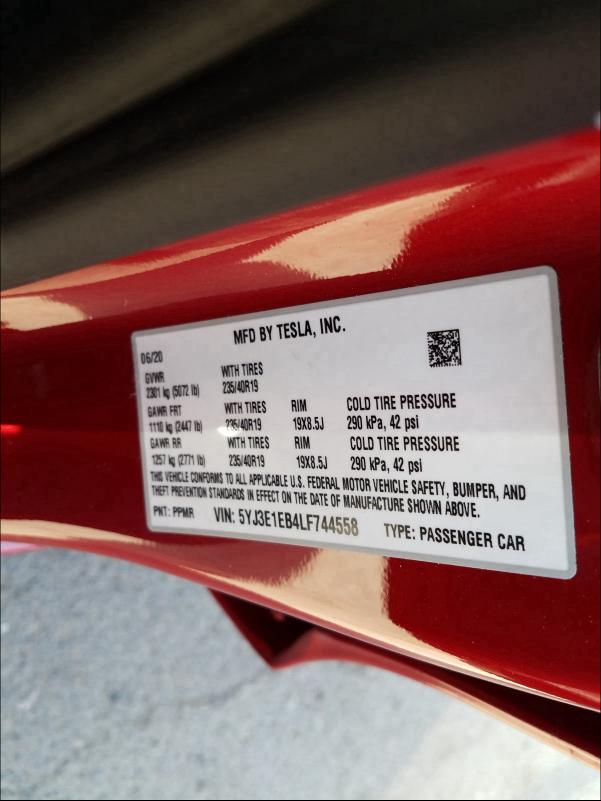 MFD BY TESLA, INC.
06/20
GVWR WITH TIRES
2301 kg (5072 lb) 235/40R19
GAWR FRT WITH TIRES RIM COLD TIRE PRESSURE
1110 kg (2447 lb) 235/40R19 19X8.5J 290 kPa, 42 psi
GAWR RR WITH TIRES RIM COLD TIRE PRESSURE
1257 kg (2771 lb) 235/40R19 19X8.5J 290 kPa, 42 psi
THIS VEHICLE CONFORMS TO ALL APPLICABLE U.S. FEDERAL MOTOR VEHICLE SAFETY, BUMPER, AND
THEFT PREVENTION STANDARDS IN EFFECT ON THE DATE OF MANUFACTURE SHOWN ABOVE.
PNT: PPMR VIN: 5YJ3E1EB4LF744558 TYPE: PASSENGER CAR